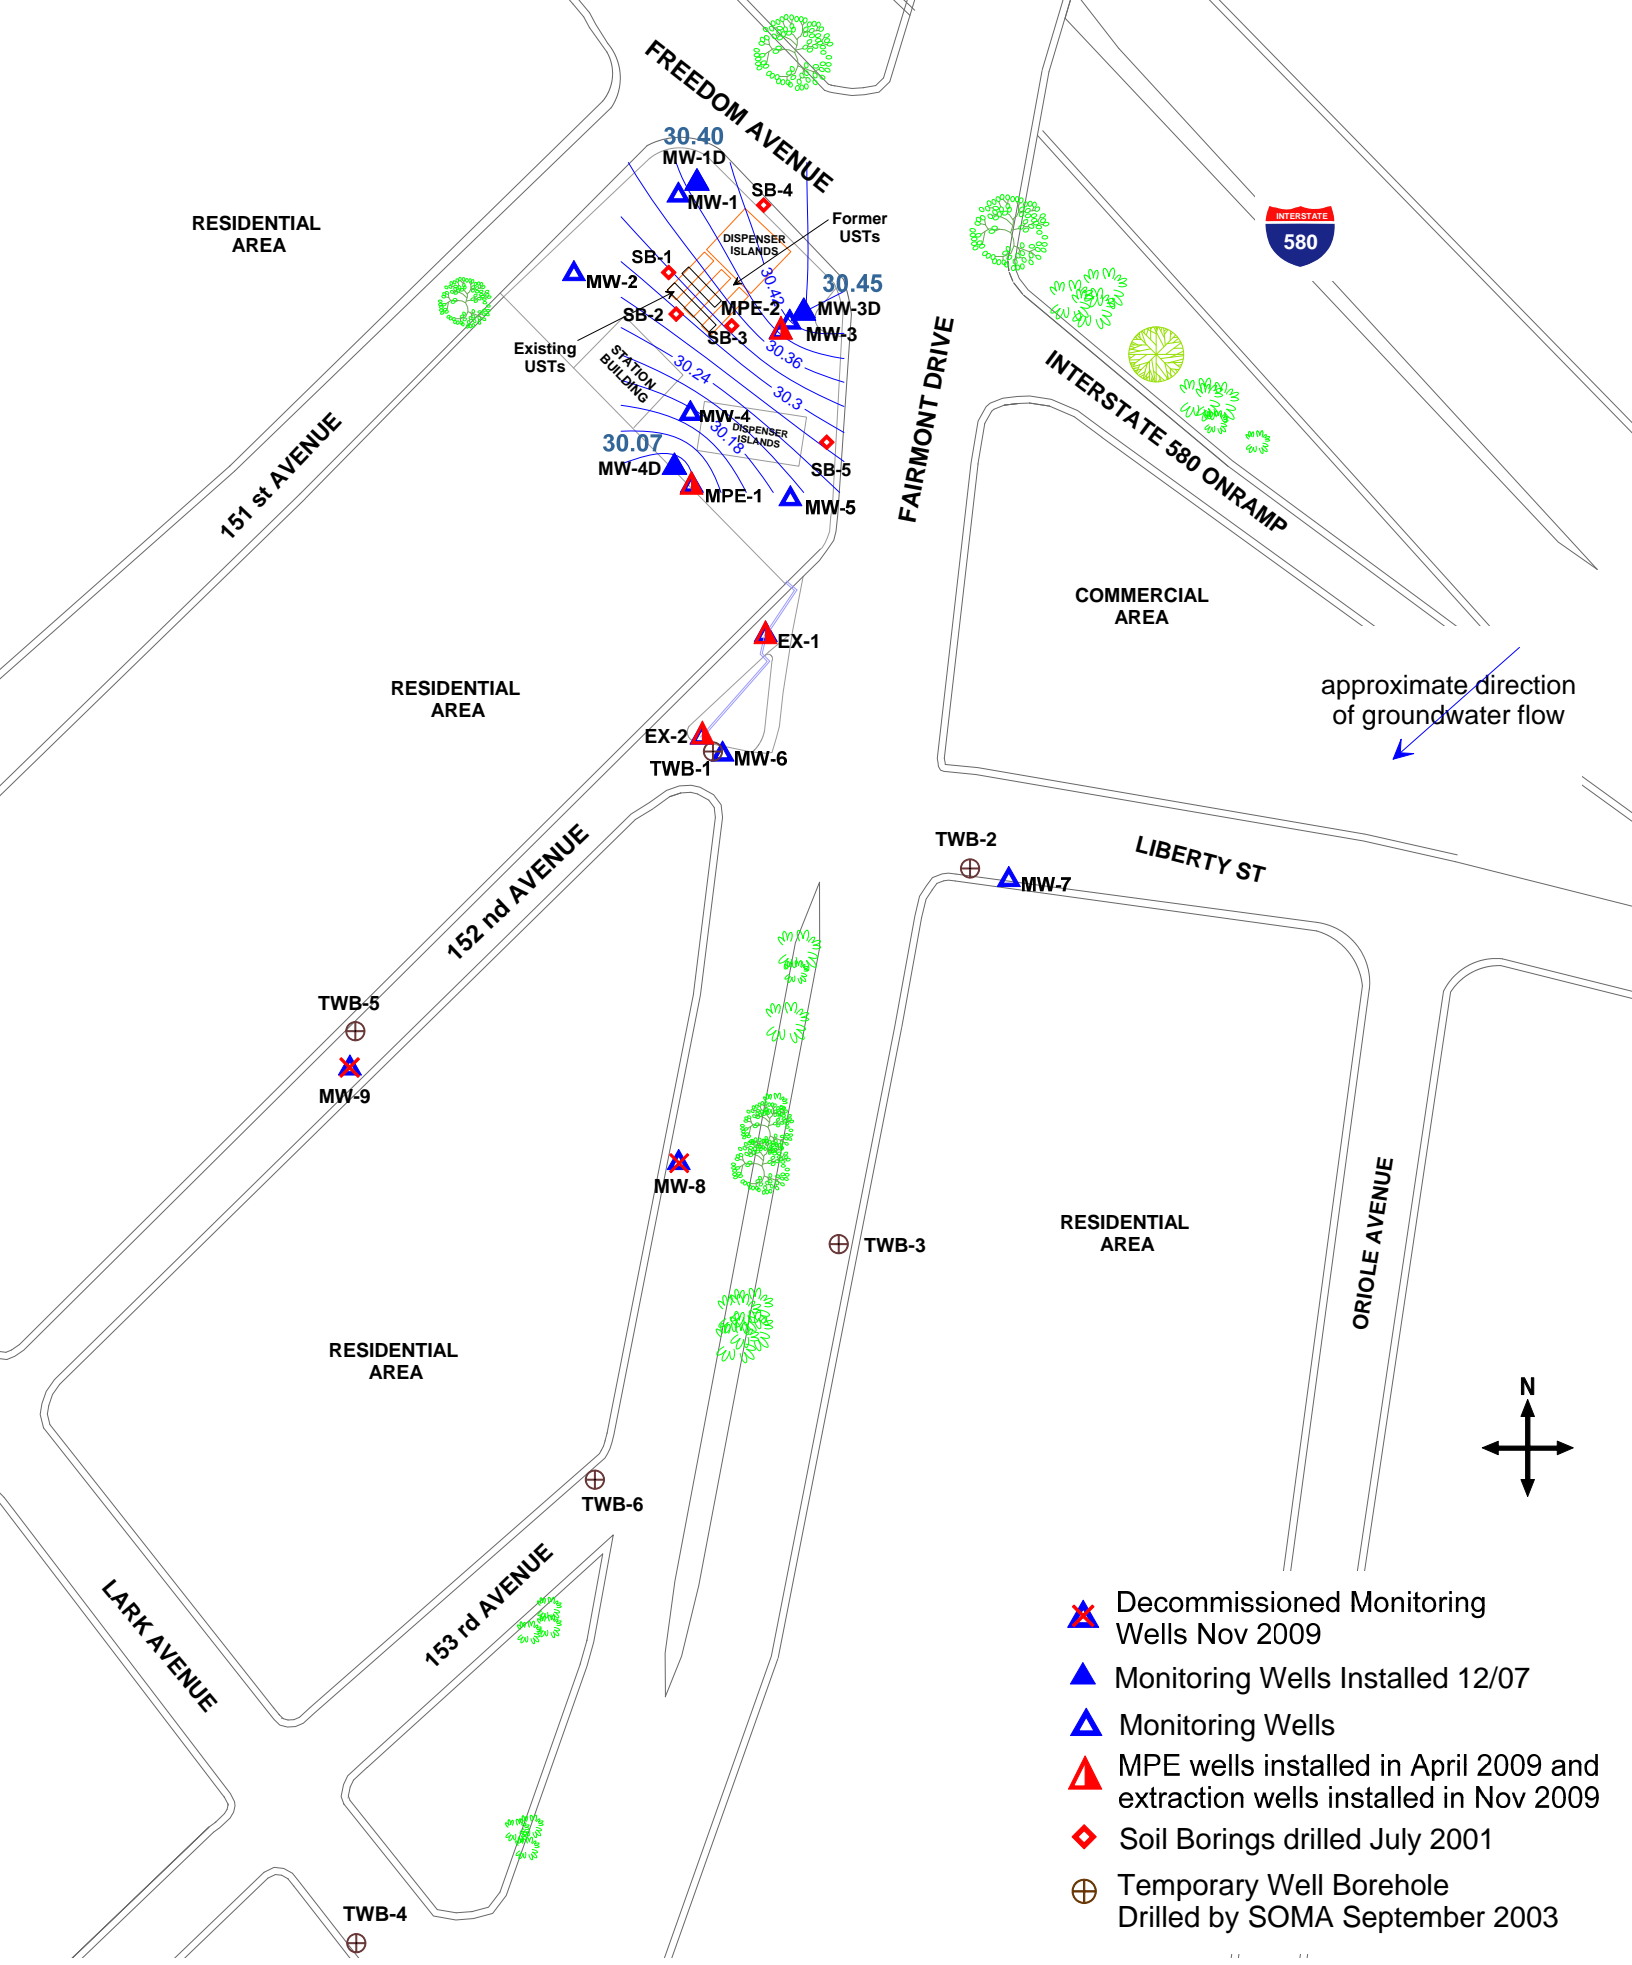 FREEDOM AVENUE
30.40
MW-1D
MW-1
SB-4
RESIDENTIAL
AREA
Former
USTs
DISPENSER
ISLANDS
INTERSTATE
580
SB-1
MW-2
30.42
30.45
MW-3D
MPE-2
SB-2
SB-3
MW-3
Existing
USTs
STATION
BUILDING
30.36
30.24
30.3
INTERSTATE 580 ONRAMP
FAIRMONT DRIVE
MW-4
30.18
DISPENSER
ISLANDS
30.07
MW-4D
SB-5
MPE-1
MW-5
151 st AVENUE
COMMERCIAL
AREA
EX-1
RESIDENTIAL
AREA
approximate direction
of groundwater flow
EX-2
TWB-1
MW-6
TWB-2
LIBERTY ST
MW-7
152 nd AVENUE
TWB-5
MW-9
MW-8
TWB-3
RESIDENTIAL
AREA
ORIOLE AVENUE
RESIDENTIAL
AREA
N
TWB-6
153 rd AVENUE
LARK AVENUE
TWB-4
Decommissioned Monitoring
Wells Nov 2009
Monitoring Wells Installed 12/07
Monitoring Wells
MPE wells installed in April 2009 and
extraction wells installed in Nov 2009
Soil Borings drilled July 2001
Temporary Well Borehole
Drilled by SOMA September 2003